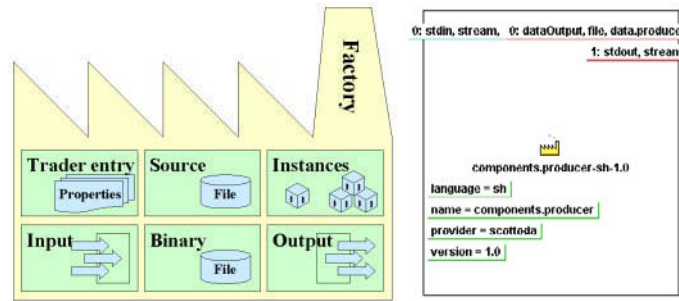 Factory
Trader entry
Source
Instances
Properties
File
Input
Binary
Output
File
0: stdin, stream,
0: dataOutput, file, data.produce
1: stdout, stream
components.producer-sh-1.0
language = sh
name = components.producer
provider = scottoda
version = 1.0